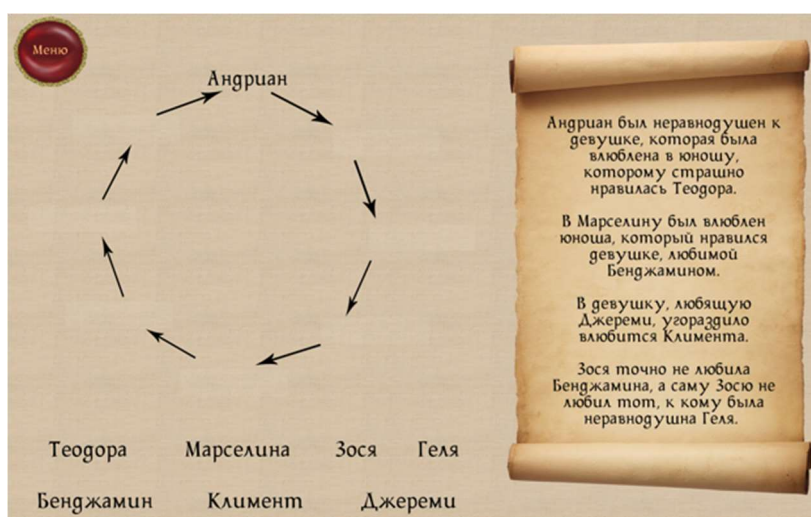 Меню
Андриан
Андриан был неравнодушен к
девушке, которая была
влюблена в юношу,
которому страшно
нравилась Теодора.
В Марселину был влюблен
юноша, который нравился
девушке, любимой
Бенджамином.
В девушку, любящую
Джереми, угораздило
влюбится Климента.
Зося точно не любила
Бенджамина, а саму Зосю не
любил тот, к кому была
неравнодушна Геля.
Теодора Марселина Зося Геля
Бенджамин Климент Джереми